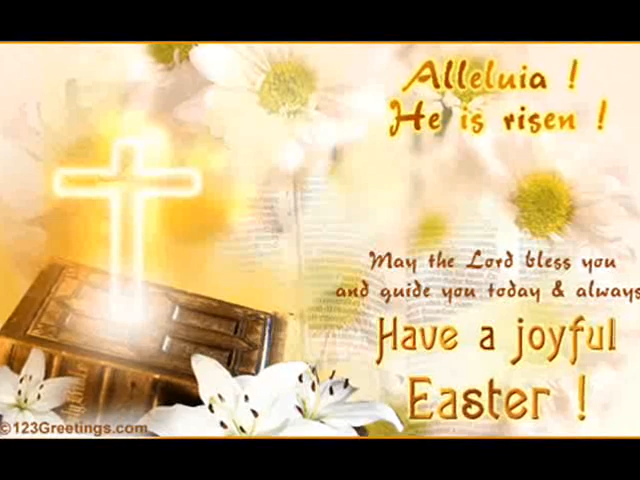 Alleluia !
He is risen !
May the Lord bless you
and guide you today & always
Have a joyful
Easter !
©123Greetings.com